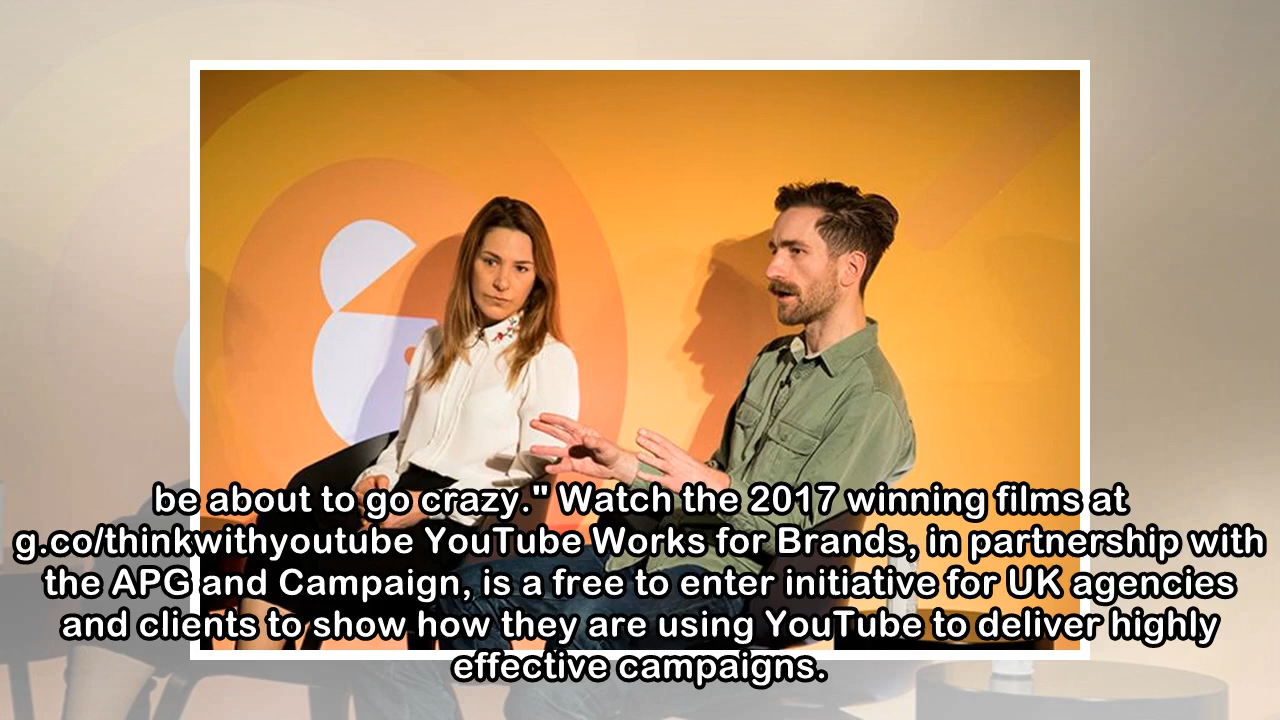 be about to go crazy." Watch the 2017 winning films at
g.co/thinkwithyoutube YouTube Works for Brands, in partnership with
the APG and Campaign, is a free to enter initiative for UK agencies
and clients to show how they are using YouTube to deliver highly
effective campaigns.